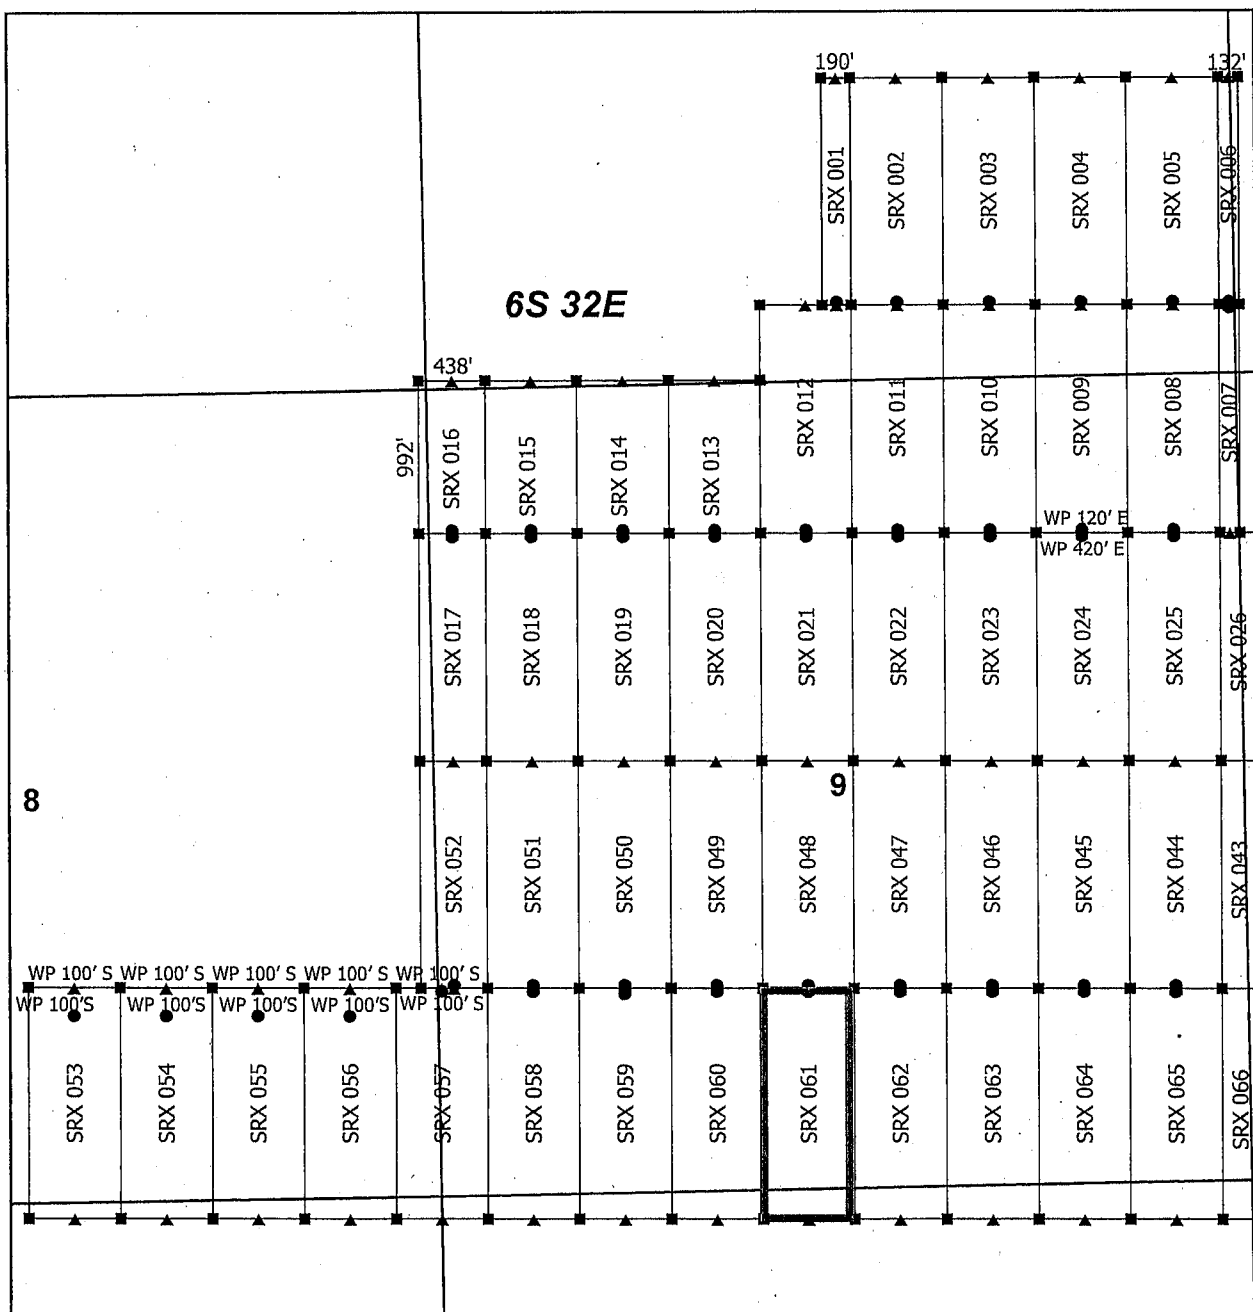 190' 132'
SRX 001 SRX 002 SRX 003 SRX 004 SRX 005 SRX 006
6S 32E
438'
992'
SRX 016 SRX 015 SRX 014 SRX 013 SRX 012 SRX 011 SRX 010 SRX 009 SRX 008 SRX 007
WP 120' E
WP 420' E
SRX 017 SRX 018 SRX 019 SRX 020 SRX 021 SRX 022 SRX 023 SRX 024 SRX 025 SRX 026
8 9
SRX 052 SRX 051 SRX 050 SRX 049 SRX 048 SRX 047 SRX 046 SRX 045 SRX 044 SRX 043
WP 100' S WP 100' S WP 100' S WP 100' S WP 100' S
WP 100'S WP 100'S WP 100'S WP 100'S WP 100' S
SRX 053 SRX 054 SRX 055 SRX 056 SRX 057 SRX 058 SRX 059 SRX 060 SRX 061 SRX 062 SRX 063 SRX 064 SRX 065 SRX 066